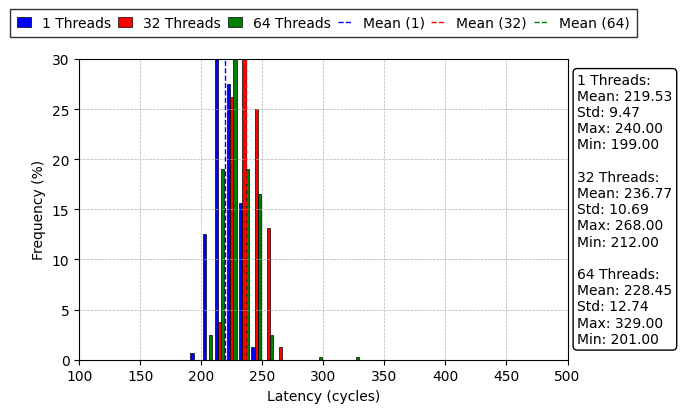 1 Threads 32 Threads 64 Threads Mean (1) Mean (32) Mean (64)
30
25
20
15
10
5
0
Frequency (%)
100 150 200 250 300 350 400 450 500
Latency (cycles)
1 Threads:
Mean: 219.53
Std: 9.47
Max: 240.00
Min: 199.00
32 Threads:
Mean: 236.77
Std: 10.69
Max: 268.00
Min: 212.00
64 Threads:
Mean: 228.45
Std: 12.74
Max: 329.00
Min: 201.00